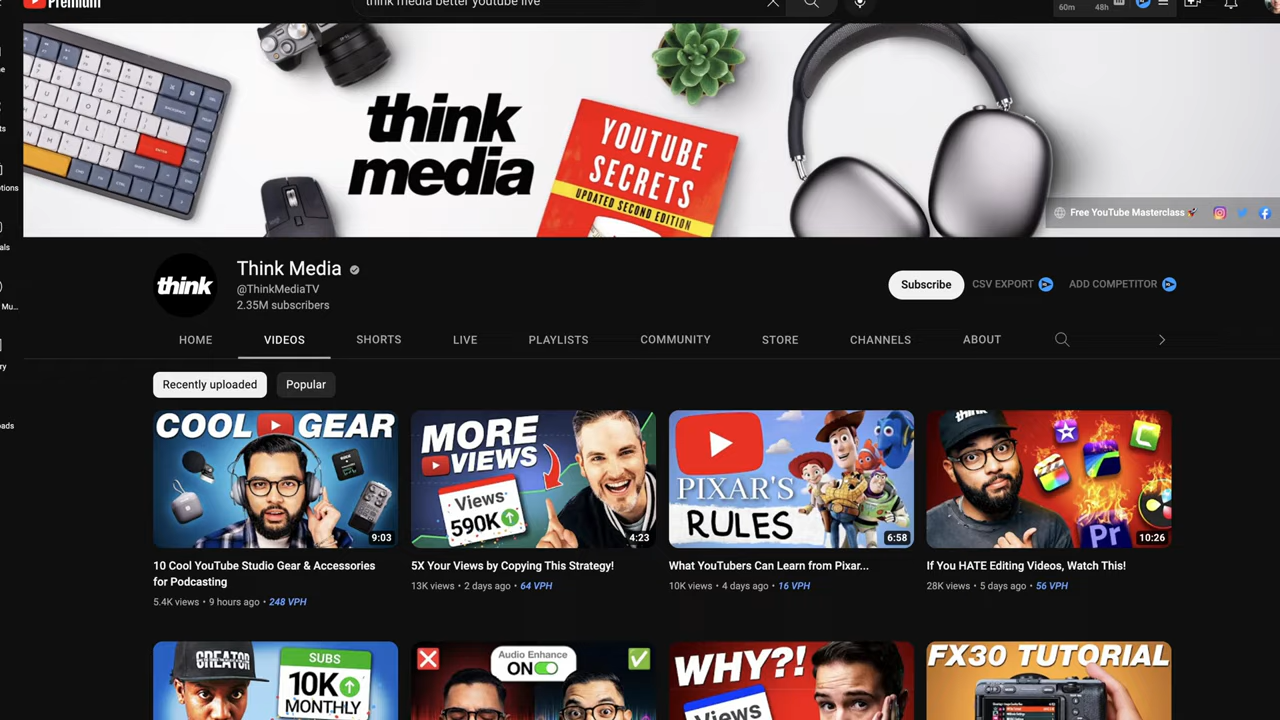 Premium
think media better youtube live
60m
48h
think
media
YOUTUBE
SECRETS
UPDATED SECOND EDITION
Free YouTube Masterclass 🚀
think
Think Media
@ThinkMediaTV
2.35M subscribers
Subscribe
CSV EXPORT
ADD COMPETITOR
HOME
VIDEOS
SHORTS
LIVE
PLAYLISTS
COMMUNITY
STORE
CHANNELS
ABOUT
Recently uploaded
Popular
COOL GEAR
9:03
10 Cool YouTube Studio Gear & Accessories
for Podcasting
5.4K views • 9 hours ago • 248 VPH
MORE
VIEWS
Views
590K
4:23
5X Your Views by Copying This Strategy!
13K views • 2 days ago • 64 VPH
PIXAR'S
RULES
6:58
What YouTubers Can Learn from Pixar...
10K views • 4 days ago • 16 VPH
think
Pr
10:26
If You HATE Editing Videos, Watch This!
28K views • 5 days ago • 56 VPH
CREATOR
SUBS
10K
MONTHLY
Audio Enhance
ON
WHY?!
Views
FX30 TUTORIAL